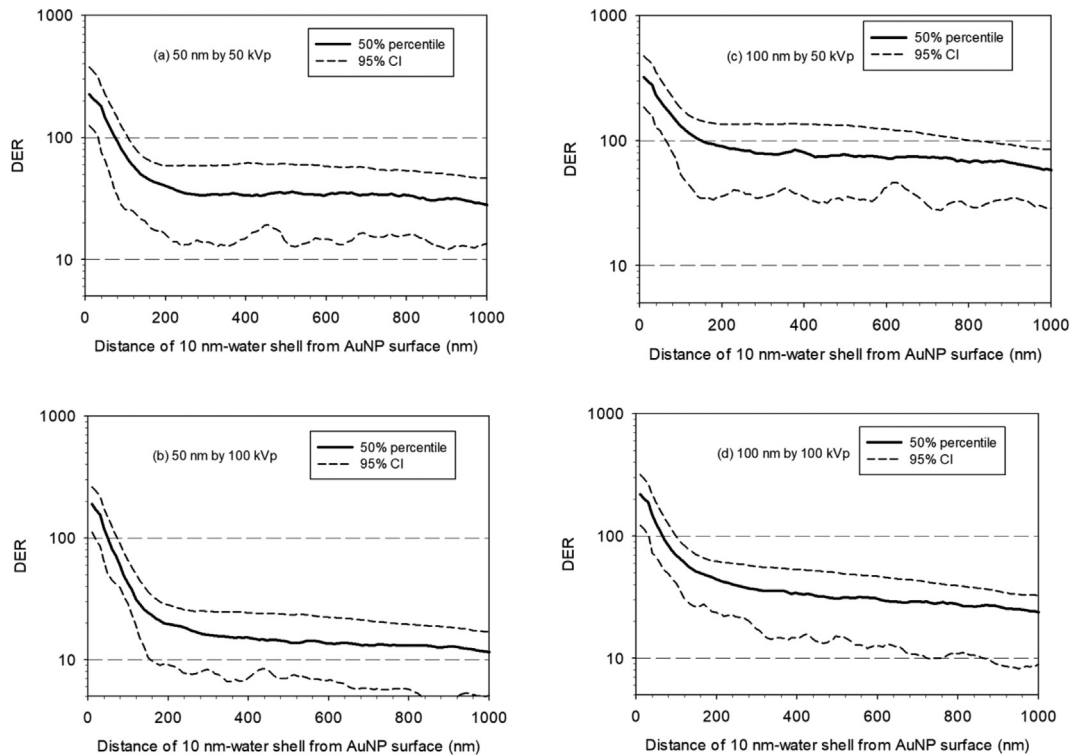 1000
100
10
DER
(a) 50 nm by 50 kVp
50% percentile
95% CI
0 200 400 600 800 1000
Distance of 10 nm-water shell from AuNP surface (nm)
1000
100
10
DER
(c) 100 nm by 50 kVp
50% percentile
95% CI
0 200 400 600 800 1000
Distance of 10 nm-water shell from AuNP surface (nm)
1000
100
10
DER
(b) 50 nm by 100 kVp
50% percentile
95% CI
0 200 400 600 800 1000
Distance of 10 nm-water shell from AuNP surface (nm)
1000
100
10
DER
(d) 100 nm by 100 kVp
50% percentile
95% CI
0 200 400 600 800 1000
Distance of 10 nm-water shell from AuNP surface (nm)